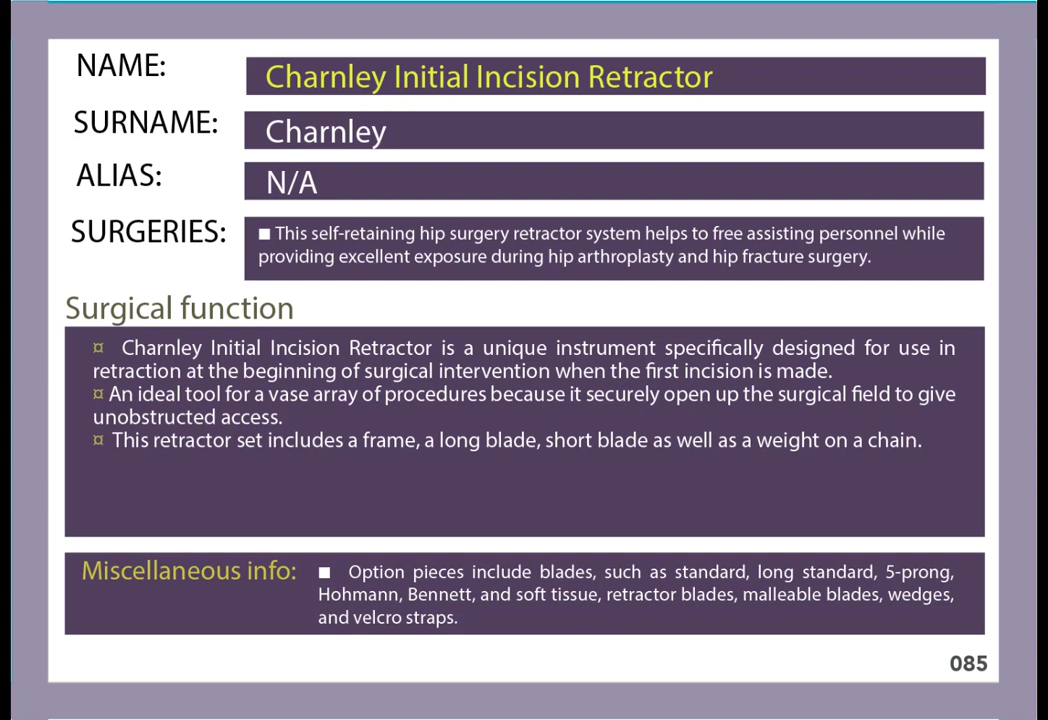 NAME:
Charnley Initial Incision Retractor
SURNAME:
Charnley
ALIAS:
N/A
SURGERIES:
■ This self-retaining hip surgery retractor system helps to free assisting personnel while
providing excellent exposure during hip arthroplasty and hip fracture surgery.
Surgical function
¤ Charnley Initial Incision Retractor is a unique instrument specifically designed for use in
retraction at the beginning of surgical intervention when the first incision is made.
¤ An ideal tool for a vase array of procedures because it securely open up the surgical field to give
unobstructed access.
¤ This retractor set includes a frame, a long blade, short blade as well as a weight on a chain.
Miscellaneous info:
■ Option pieces include blades, such as standard, long standard, 5-prong,
Hohmann, Bennett, and soft tissue, retractor blades, malleable blades, wedges,
and velcro straps.
085